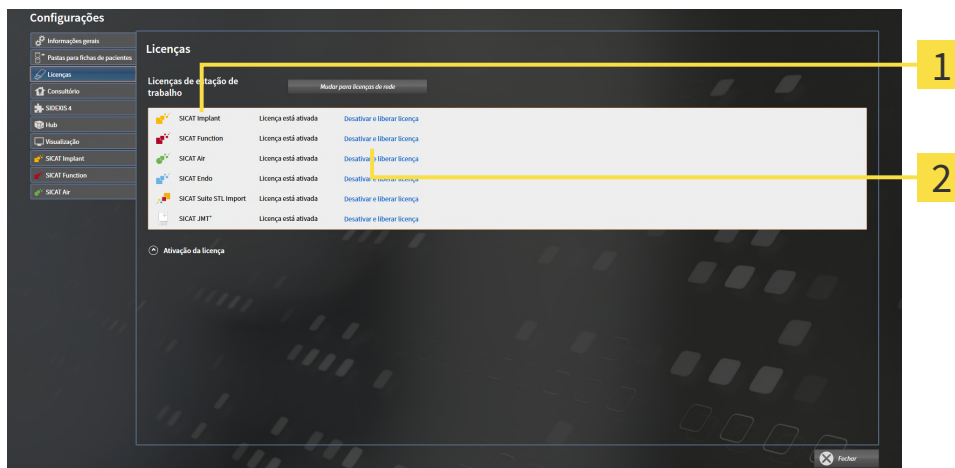 Configurações
Informações gerais
Pastas para fichas de pacientes
Licenças
Consultório
SIDEXIS 4
Hub
Visualização
SICAT Implant
SICAT Function
SICAT Air
Licenças
Licenças de estação de
trabalho
Mudar para licenças de rede
SICAT Implant Licença está ativada Desativar e liberar licença
SICAT Function Licença está ativada Desativar e liberar licença
SICAT Air Licença está ativada Desativar e liberar licença
SICAT Endo Licença está ativada Desativar e liberar licença
SICAT Suite STL Import Licença está ativada Desativar e liberar licença
SICAT JMT+ Licença está ativada Desativar e liberar licença
Ativação da licença
Fechar
1
2